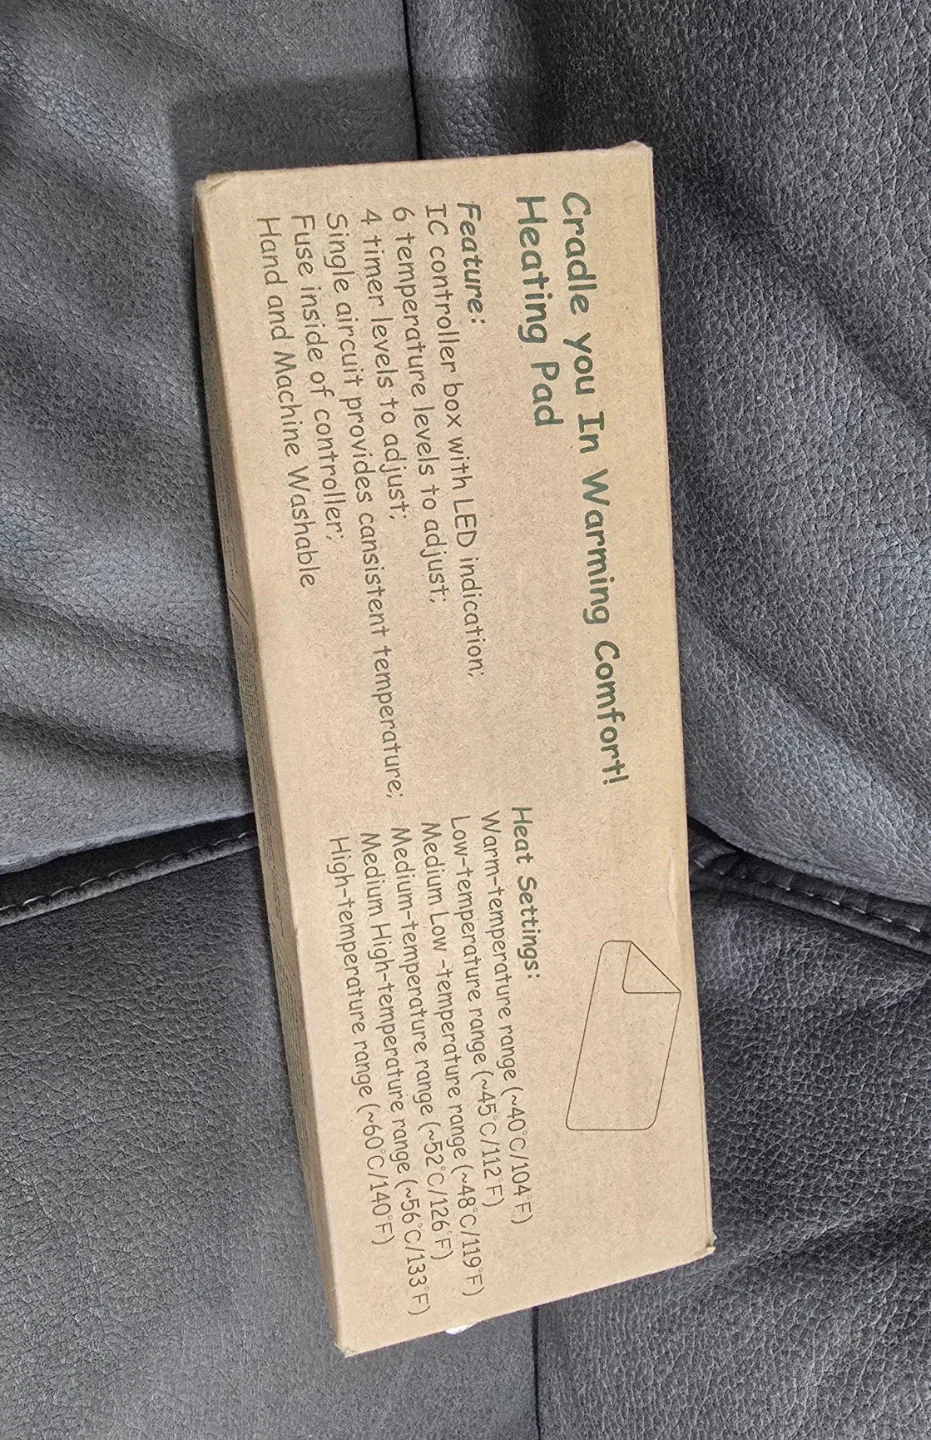 Cradle you In Warming Comfort!
Heating Pad
Feature:
IC controller box with LED indication;
6 temperature levels to adjust;
4 timer levels to adjust;
Single aircuit provides cansistent temperature;
Fuse inside of controller;
Hand and Machine Washable
Heat Settings:
Warm-temperature range (~40°C/104°F)
Low-temperature range (~45°C/112°F)
Medium Low -temperature range (~48°C/119°F)
Medium-temperature range (~52°C/126°F)
Medium High-temperature range (~56°C/133°F)
High-temperature range (~60°C/140°F)